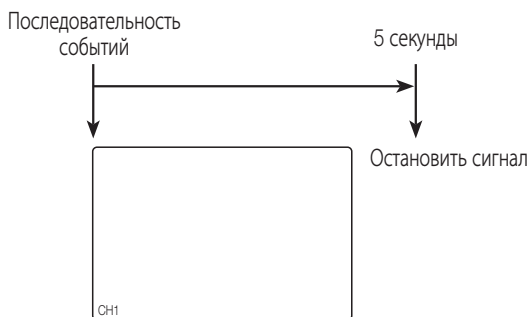 Последовательность
событий
5 секунды
Остановить сигнал
CH1